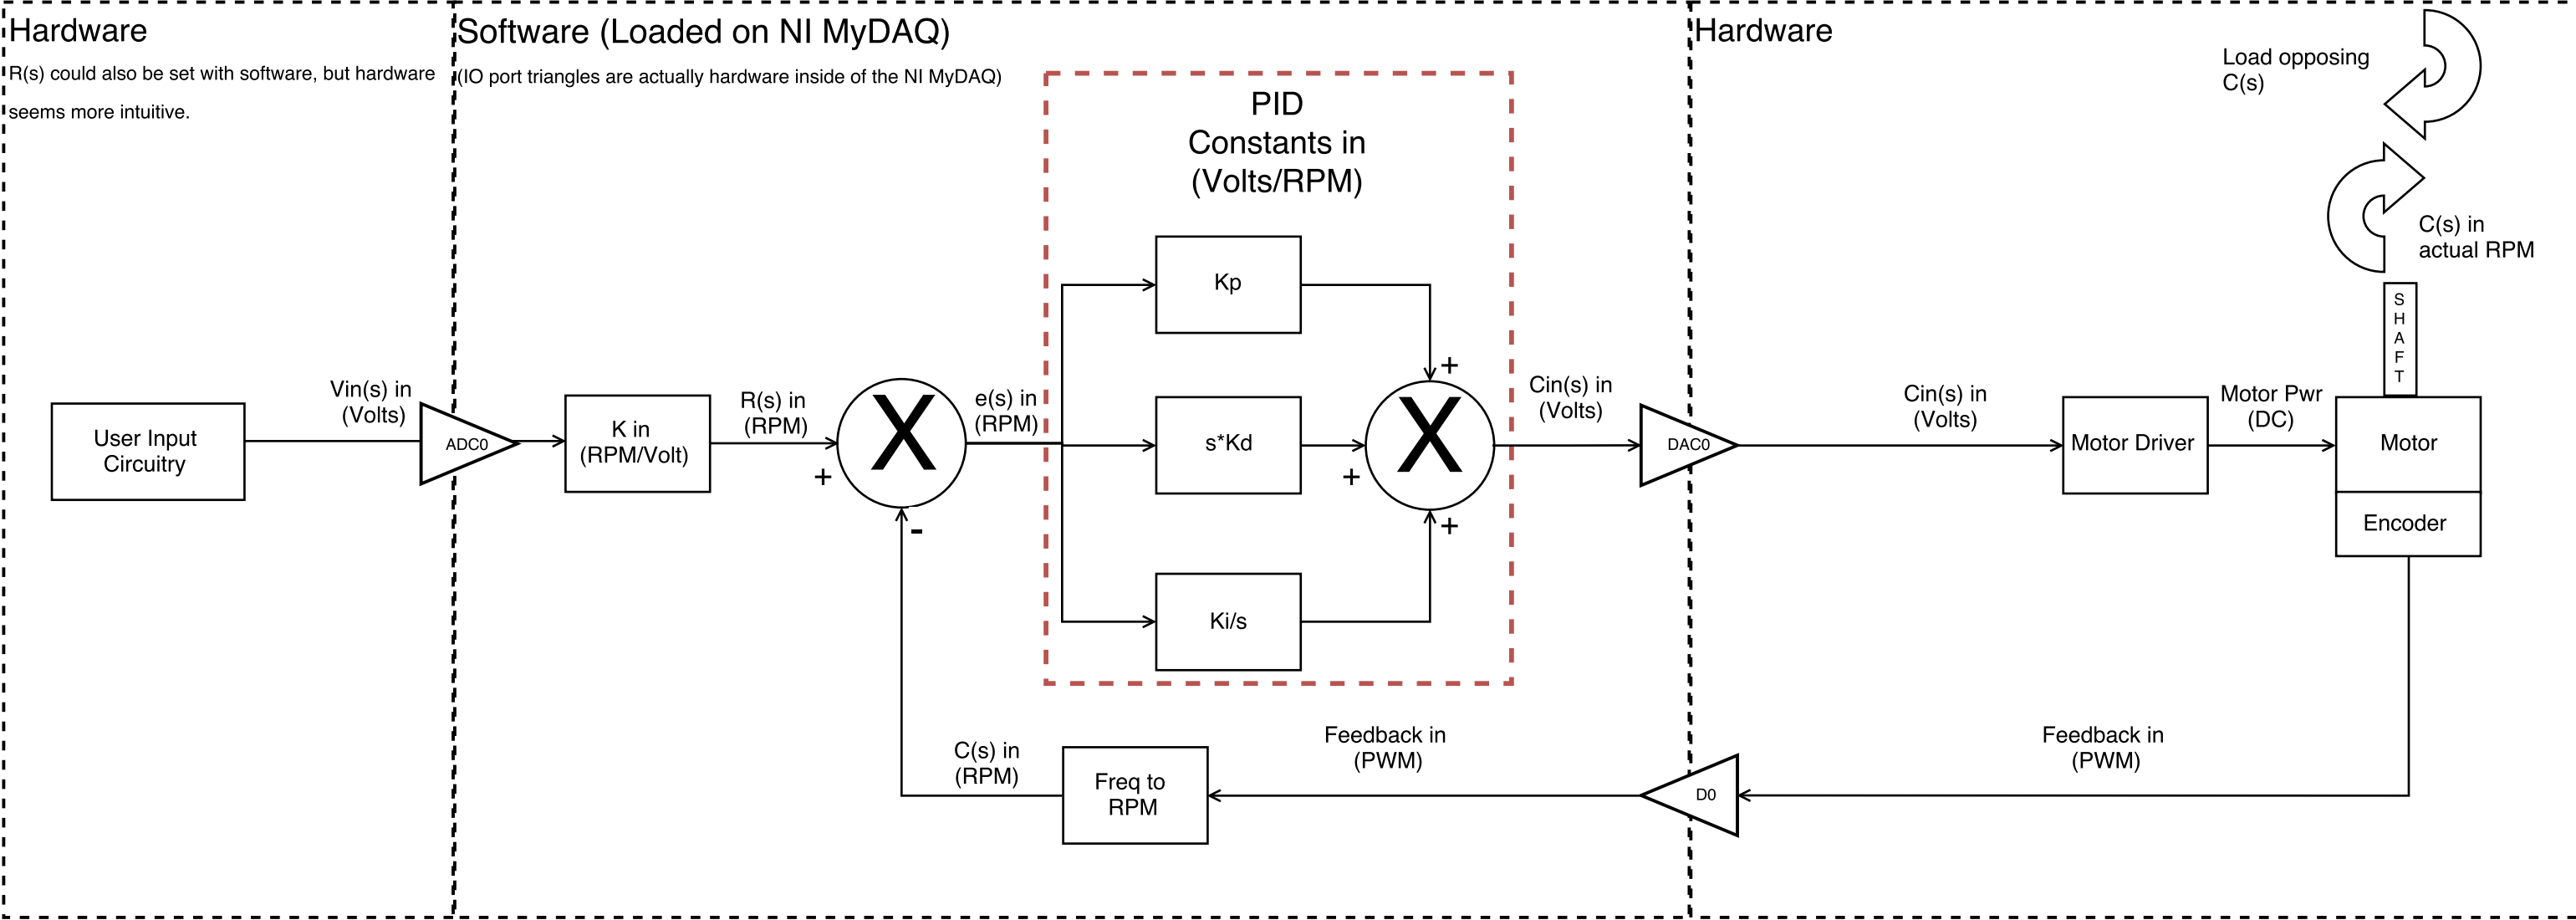 Hardware
R(s) could also be set with software, but hardware
seems more intuitive.
Software (Loaded on NI MyDAQ)
(IO port triangles are actually hardware inside of the NI MyDAQ)
Hardware
PID
Constants in
(Volts/RPM)
Load opposing
C(s)
C(s) in
actual RPM
S
H
A
F
T
User Input
Circuitry
Vin(s) in
(Volts)
ADC0
K in
(RPM/Volt)
R(s) in
(RPM)
+
X
-
e(s) in
(RPM)
Kp
s*Kd
Ki/s
+
+
X
+
Cin(s) in
(Volts)
DAC0
Cin(s) in
(Volts)
Motor Driver
Motor Pwr
(DC)
Motor
Encoder
C(s) in
(RPM)
Freq to
RPM
Feedback in
(PWM)
D0
Feedback in
(PWM)